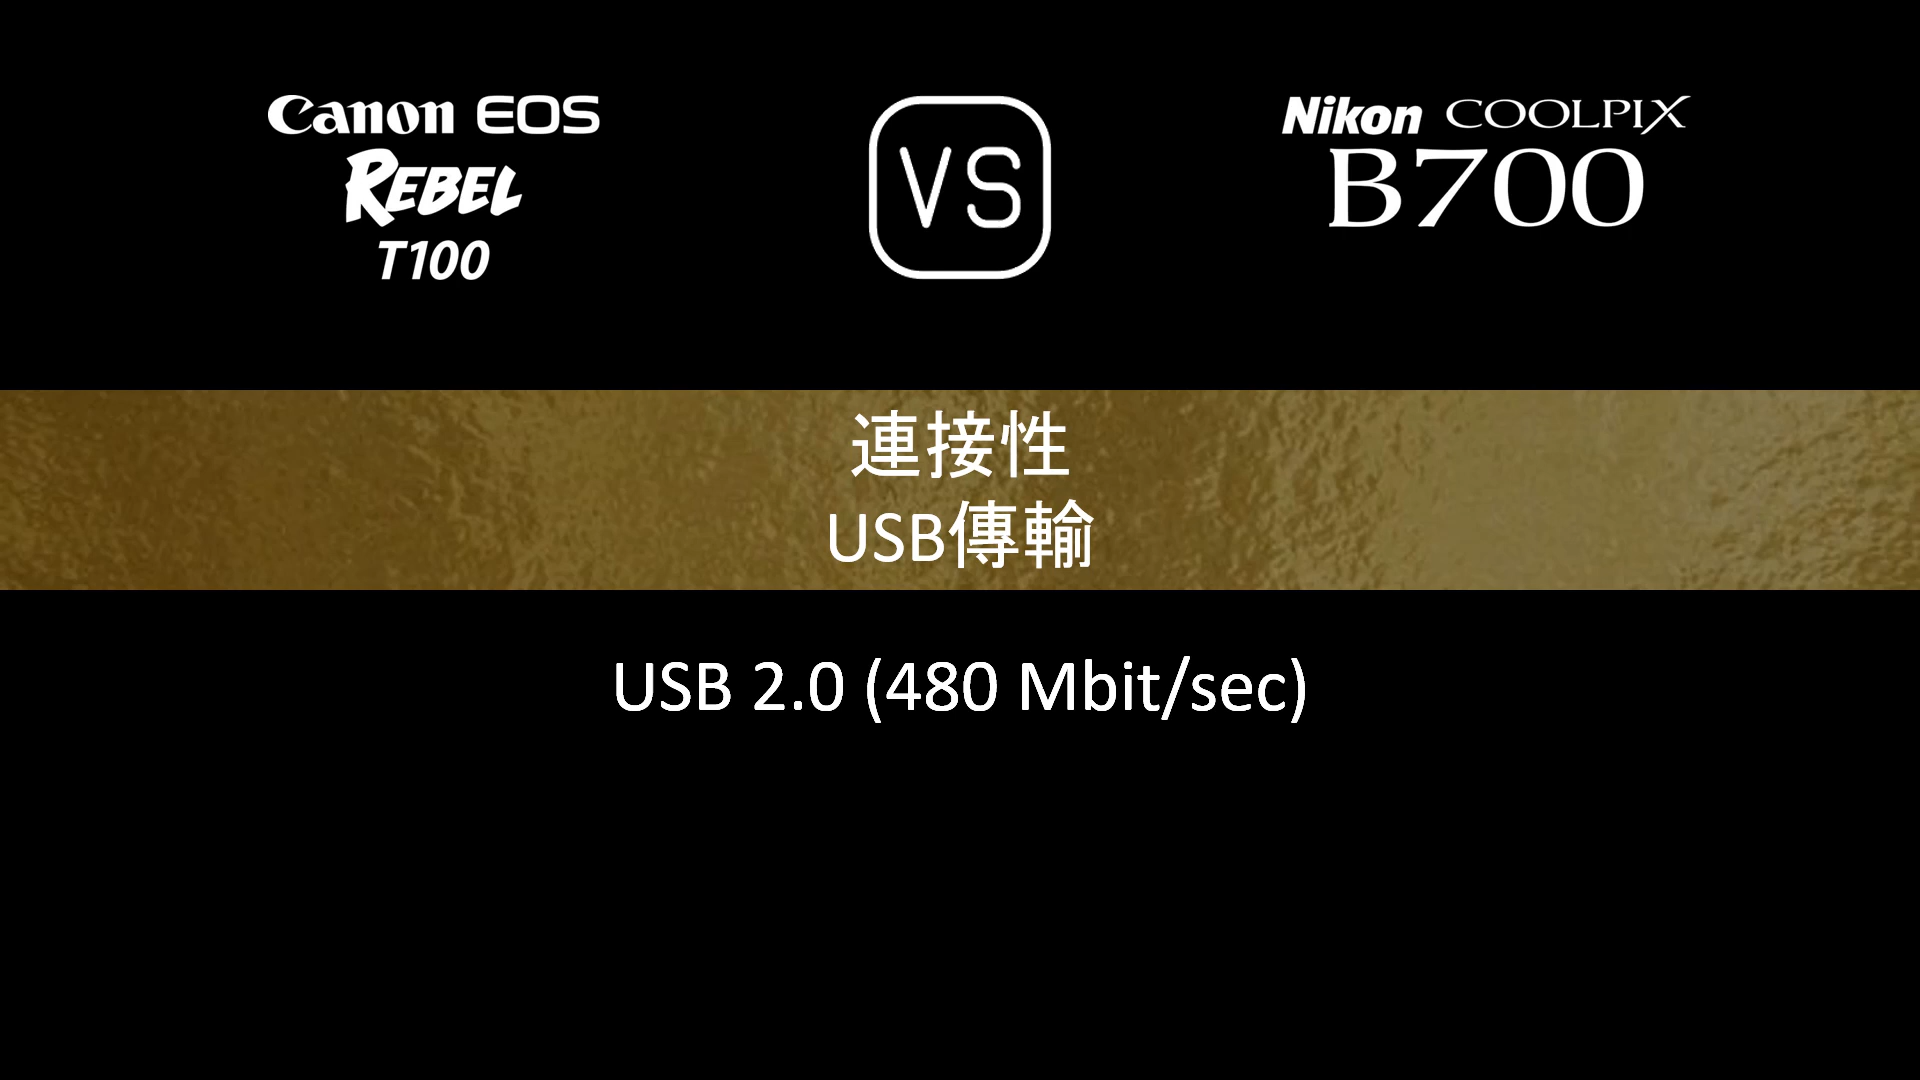 Canon EOS
REBEL
T100
VS
Nikon COOLPIX
B700
連接性
USB傳輸
USB 2.0 (480 Mbit/sec)